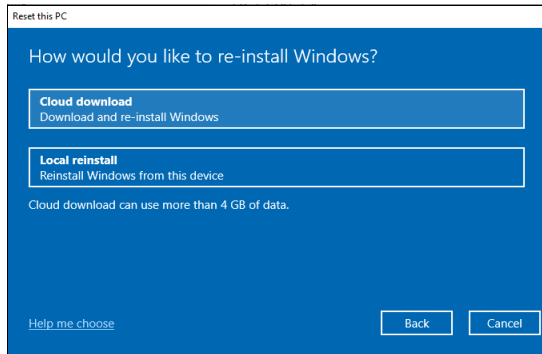 Reset this PC
How would you like to re-install Windows?
Cloud download
Download and re-install Windows
Local reinstall
Reinstall Windows from this device
Cloud download can use more than 4 GB of data.
Help me choose
Back
Cancel